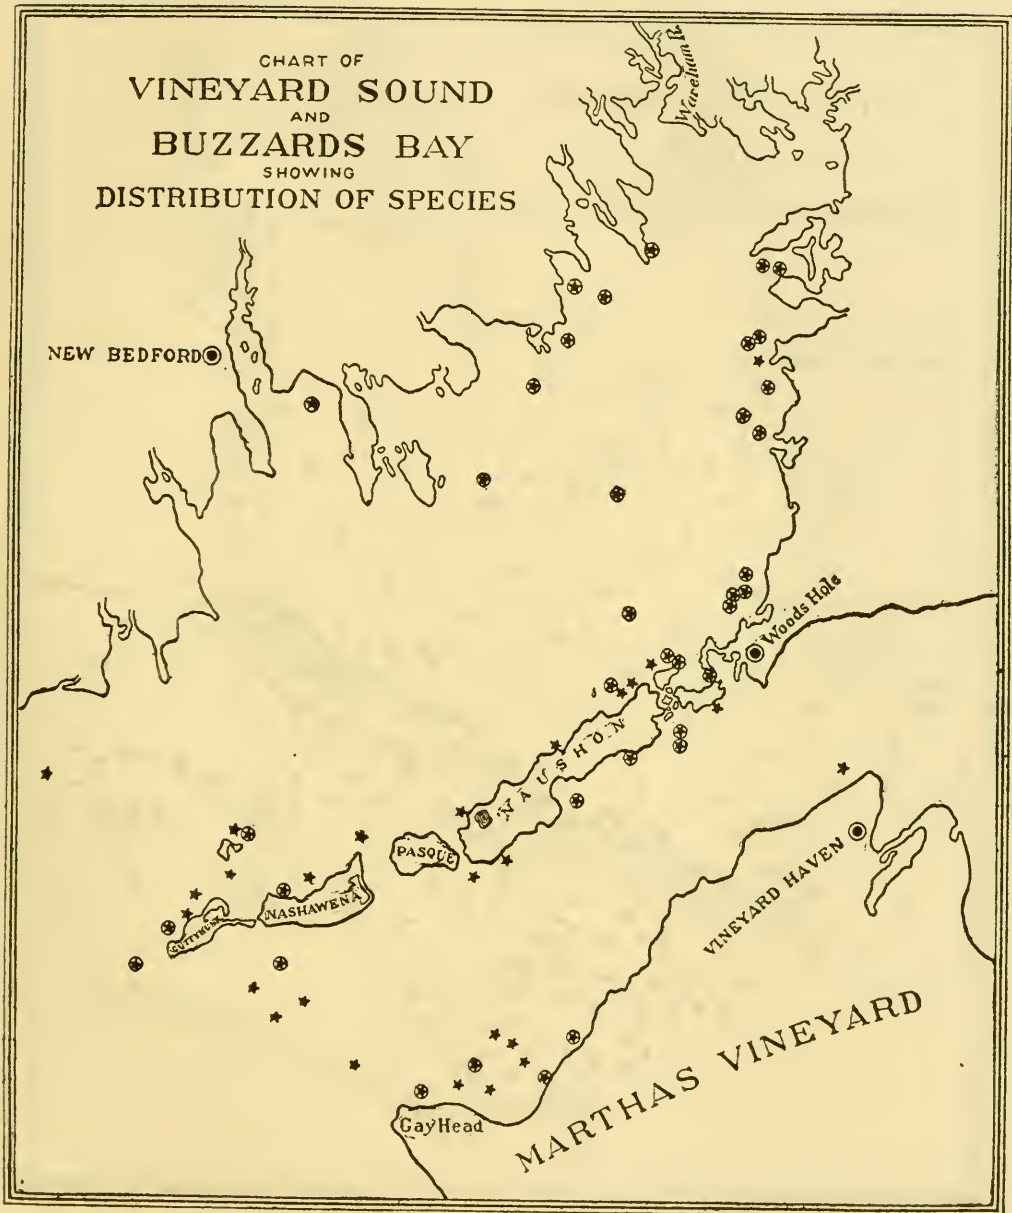 CHART OF
VINEYARD SOUND
AND
BUZZARDS BAY
SHOWING
DISTRIBUTION OF SPECIES
Wareham R.
NEW BEDFORD
Woods Hole
NAUSHON
PASQUE
NASHAWENA
CUTTYHUNK
VINEYARD HAVEN
MARTHAS VINEYARD
Gay Head